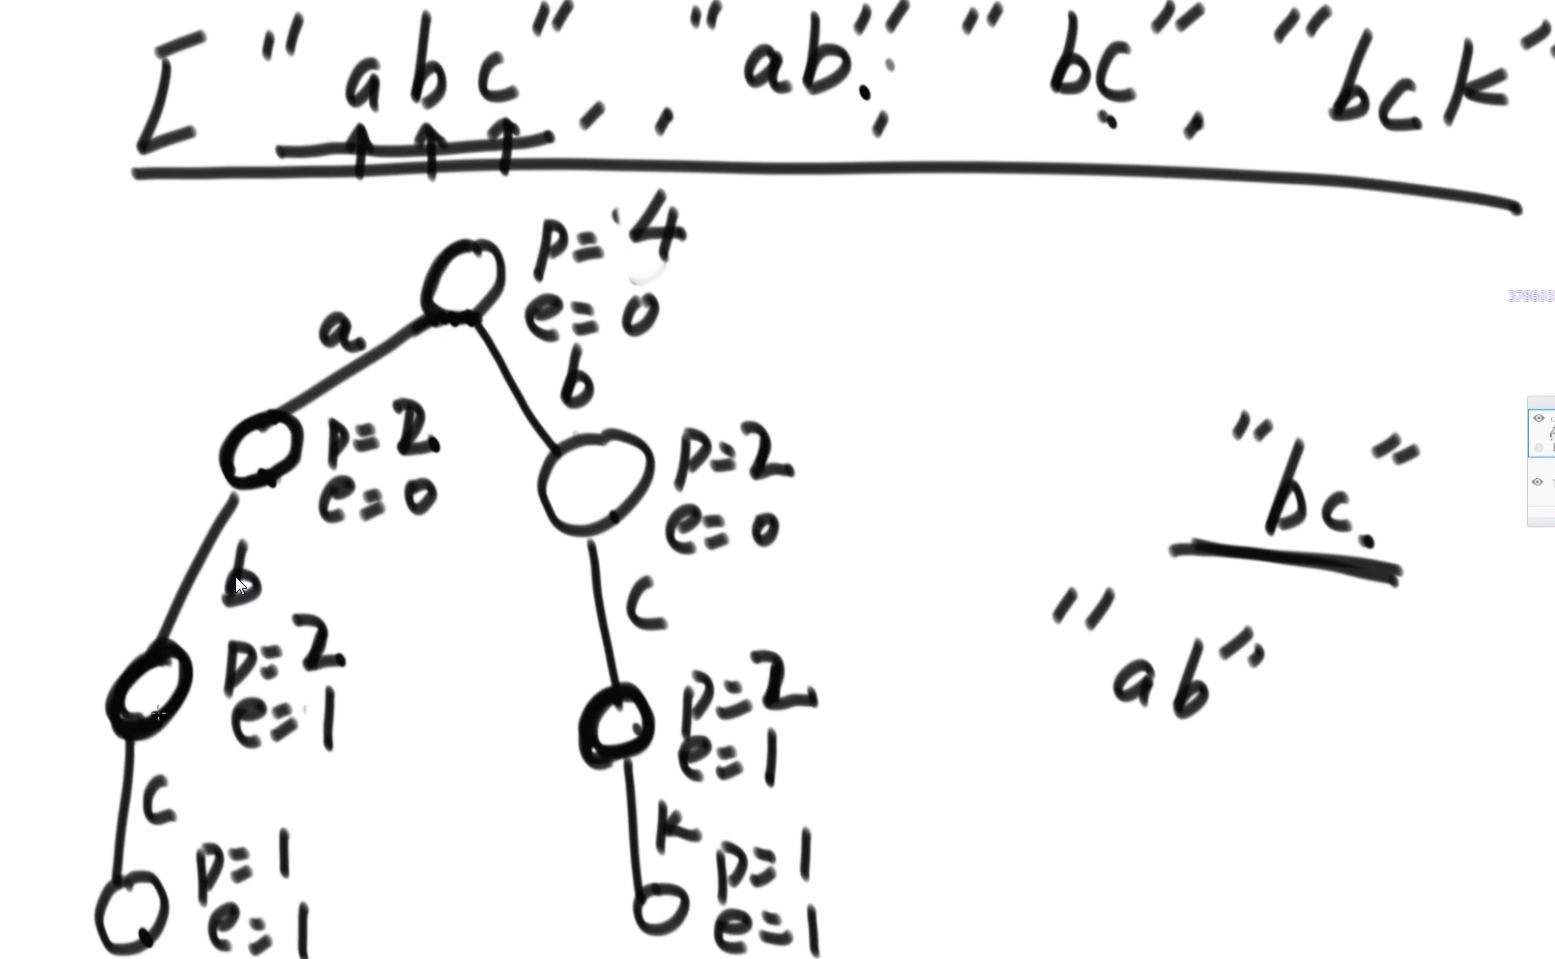 ["abc", "ab", "bc", "bck"
p=4
e=0
a
b
p=2
e=0
p=2
e=0
"bc"
b
c
"ab"
p=2
e=1
p=2
e=1
c
k
p=1
e=1
p=1
e=1